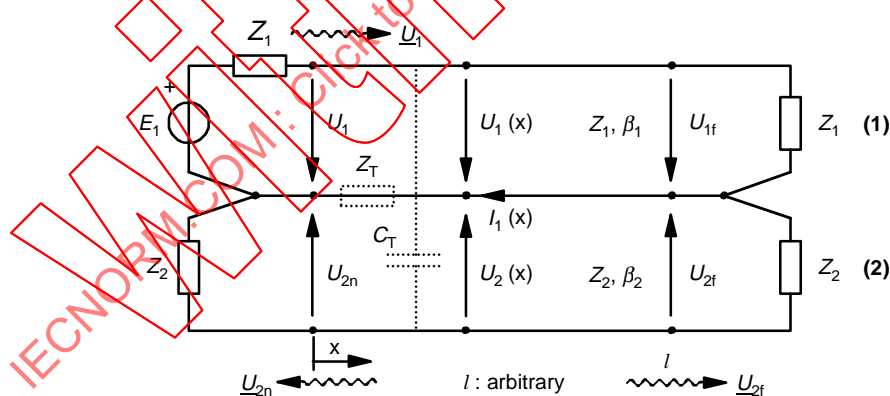 Z1 U1
+
E1 U1 U1 (x) Z1, β1 U1f Z1 (1)
ZT
I1 (x)
CT
Z2 U2n U2 (x) Z2, β2 U2f Z2 (2)
x
U2n l : arbitrary l U2f
IECNORM.COM : Click to